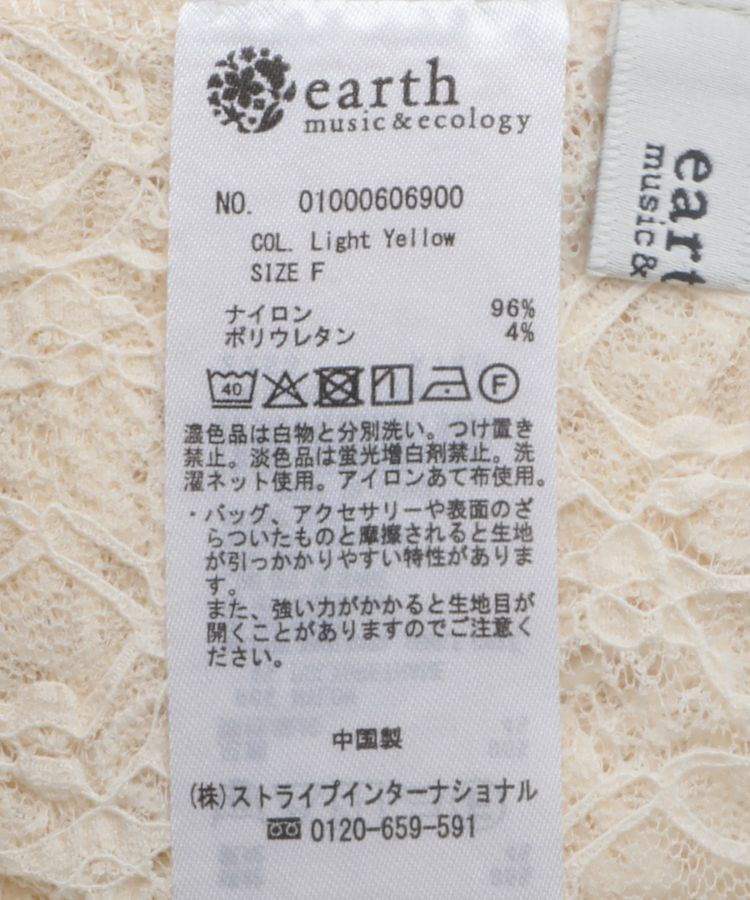 earth
music&ecology
NO. 01000606900
COL. Light Yellow
SIZE F
ナイロン 96%
ポリウレタン 4%
40 F
濃色品は白物と分別洗い。つけ置き
禁止。淡色品は蛍光増白剤禁止。洗
濯ネット使用。アイロンあて布使用。
・バッグ、アクセサリーや表面のざ
らついたものと摩擦されると生地
が引っかかりやすい特性がありま
す。
また、強い力がかかると生地目が
開くことがありますのでご注意く
ださい。
中国製
(株)ストライプインターナショナル
0120-659-591
ear
music&